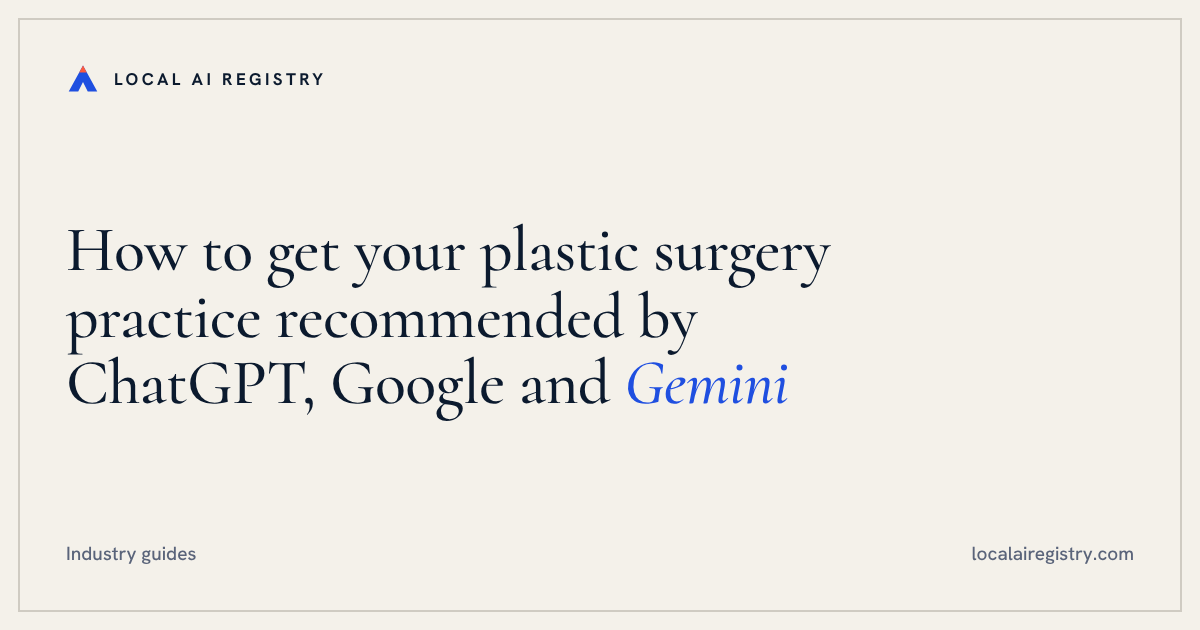 LOCAL AI REGISTRY
How to get your plastic surgery
practice recommended by
ChatGPT, Google and Gemini
Industry guides
localairegistry.com